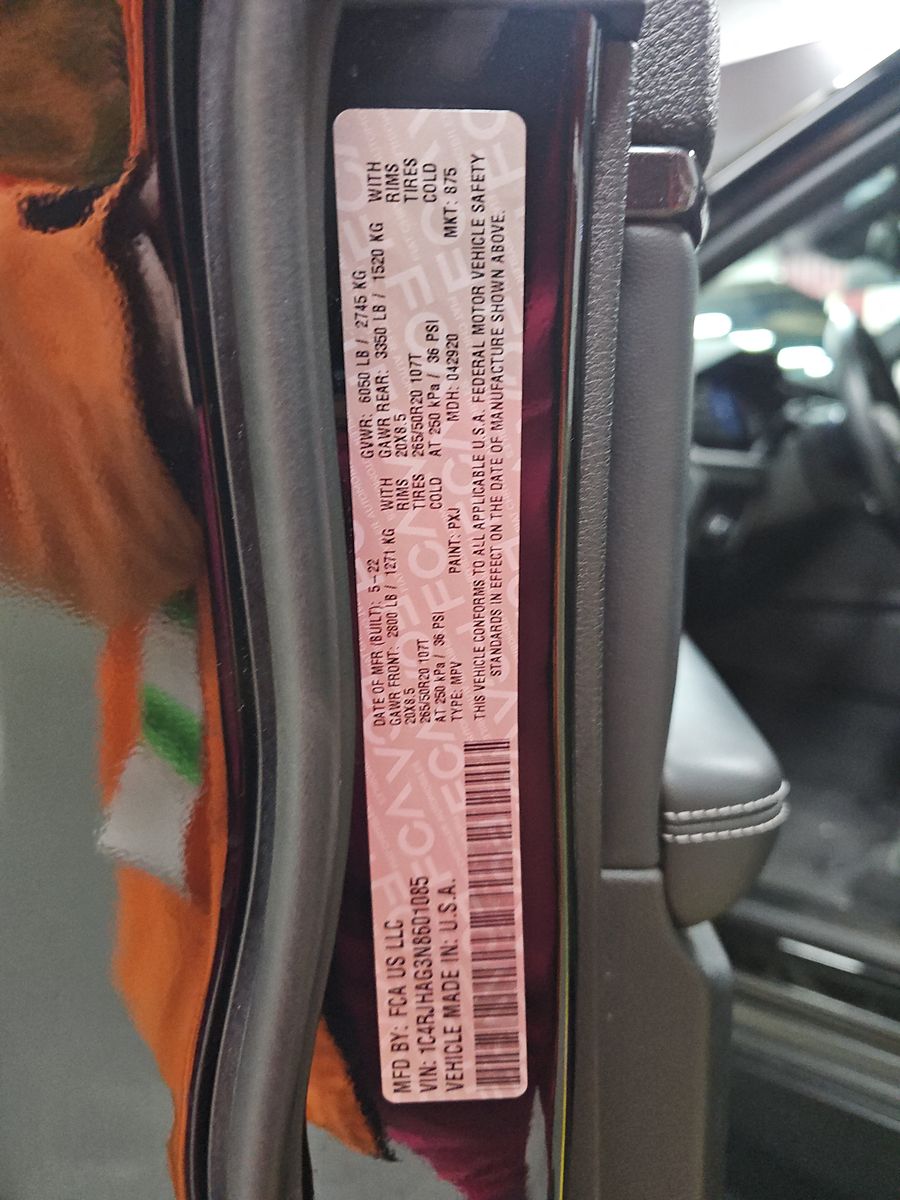 MFD BY: FCA US LLC
VIN: 1C4RJHAG3N8601085
VEHICLE MADE IN: U.S.A.
DATE OF MFR (BUILT): 5-22
GAWR FRONT: 2800 LB / 1271 KG WITH
20X8.5 RIMS
265/50R20 107T TIRES
AT 250 kPa / 36 PSI COLD
TYPE: MPV PAINT: PXJ
GVWR: 6050 LB / 2745 KG
GAWR REAR: 3350 LB / 1520 KG WITH
20X8.5 RIMS
265/50R20 107T TIRES
AT 250 kPa / 36 PSI COLD
MDH: 042920 MKT: 875
THIS VEHICLE CONFORMS TO ALL APPLICABLE U.S.A. FEDERAL MOTOR VEHICLE SAFETY
STANDARDS IN EFFECT ON THE DATE OF MANUFACTURE SHOWN ABOVE.